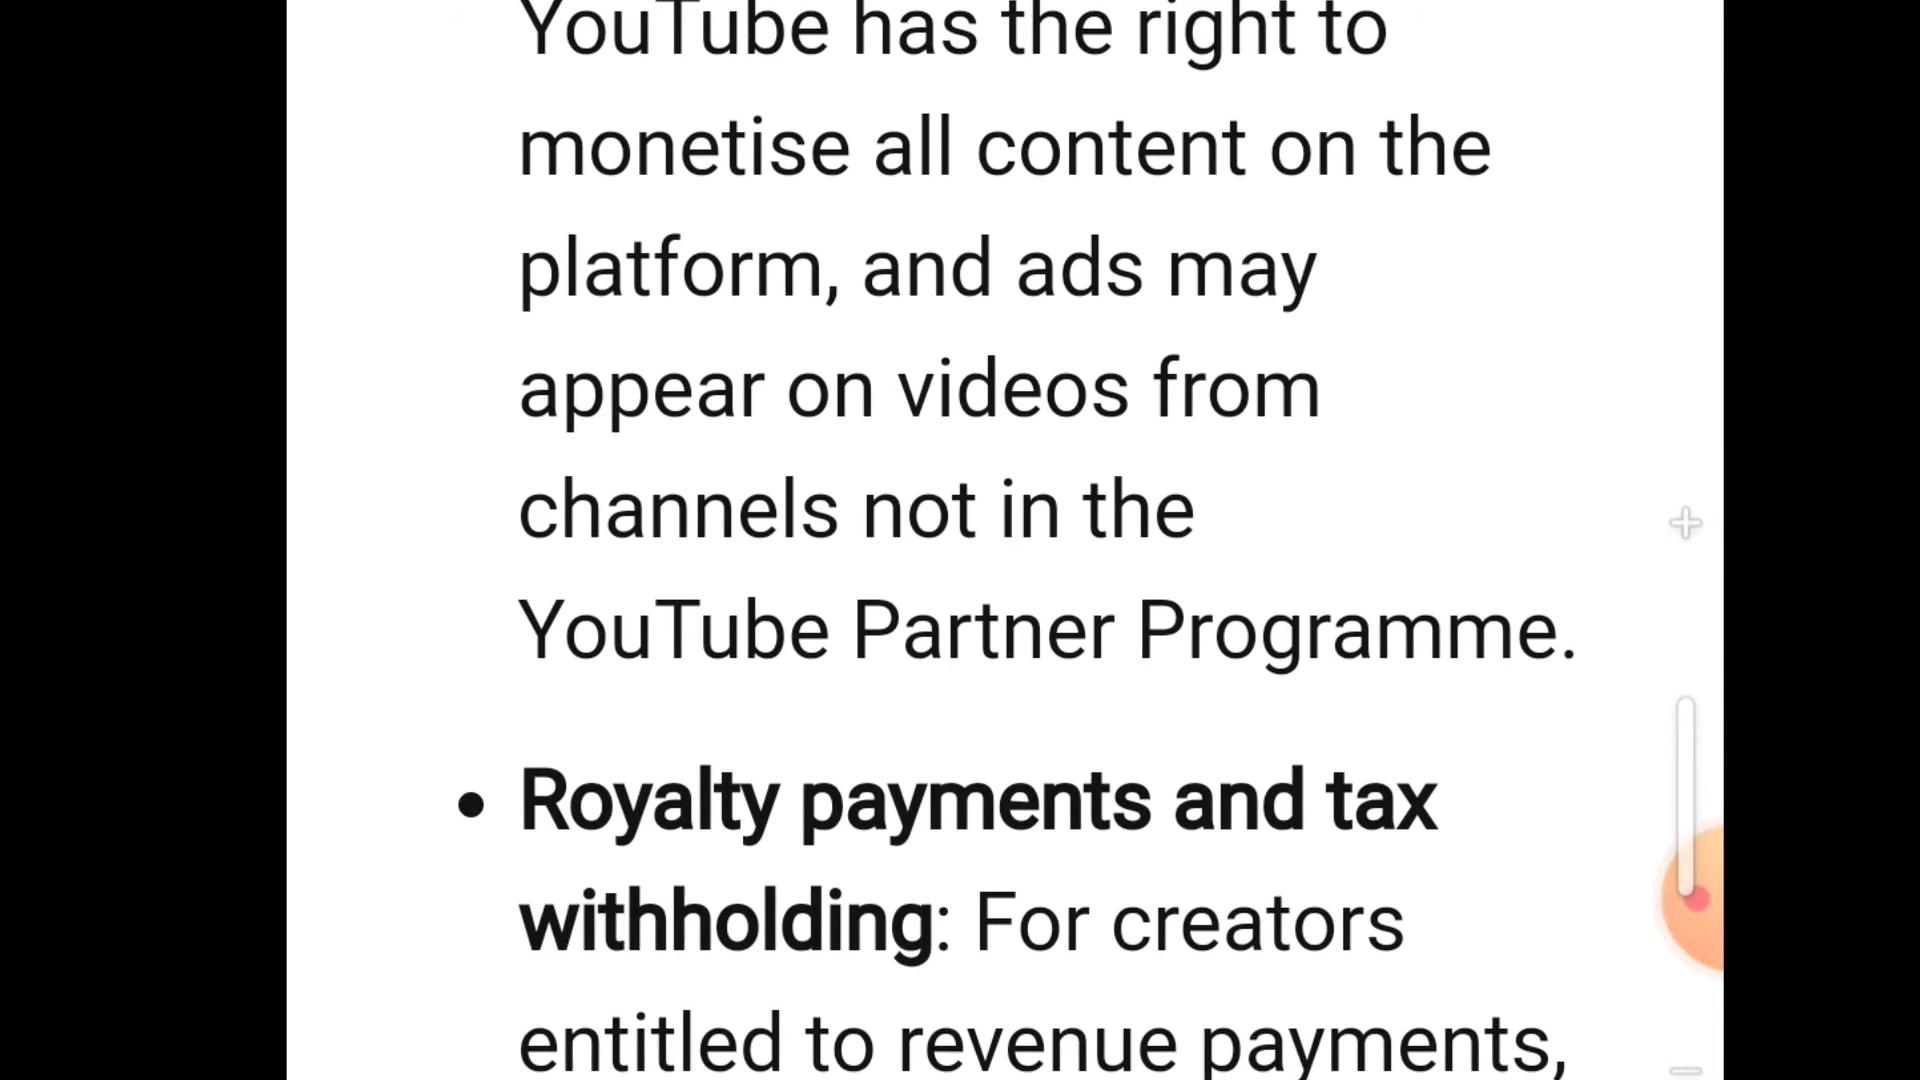 YouTube has the right to
monetise all content on the
platform, and ads may
appear on videos from
channels not in the
YouTube Partner Programme.
• Royalty payments and tax
withholding: For creators
entitled to revenue payments,